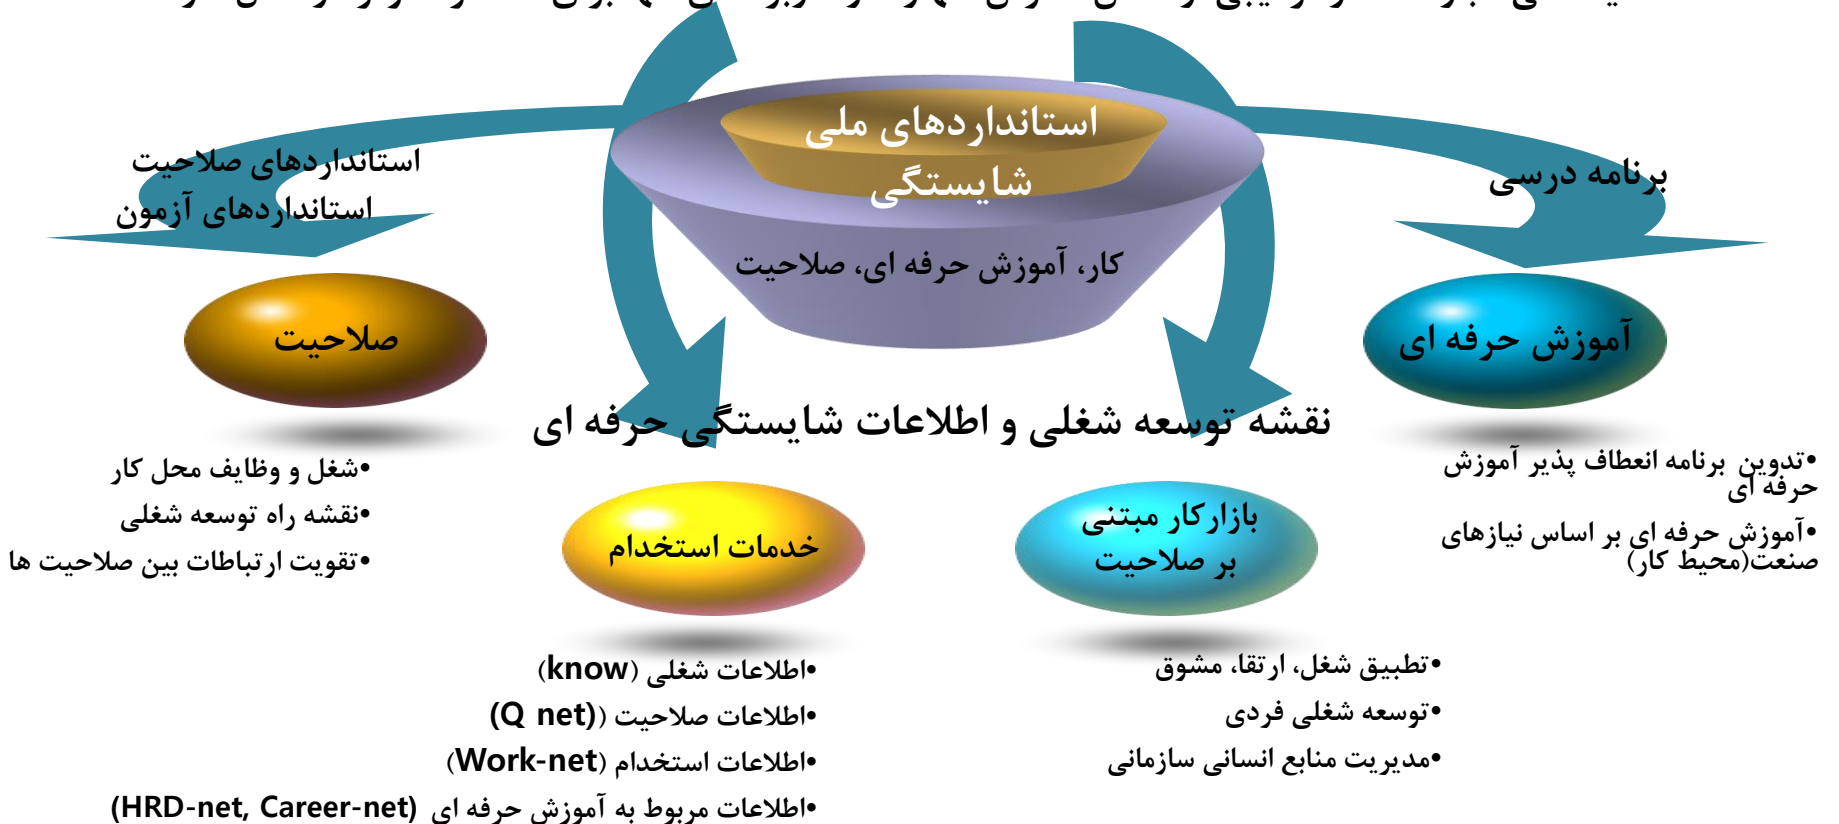 استانداردهای ملی
شایستگی
کار، آموزش حرفه ای، صلاحیت
برنامه درسی
استانداردهای صلاحیت
استانداردهای آزمون
آموزش حرفه ای
صلاحیت
نقشه توسعه شغلی و اطلاعات شایستگی حرفه ای
•تدوین برنامه انعطاف پذیر آموزش
حرفه ای
•آموزش حرفه ای بر اساس نیازهای
صنعت(محیط کار)
•شغل و وظایف محل کار
•نقشه راه توسعه شغلی
•تقویت ارتباطات بین صلاحیت ها
بازارکار مبتنی
بر صلاحیت
خدمات استخدام
•تطبیق شغل، ارتقا، مشوق
•توسعه شغلی فردی
•مدیریت منابع انسانی سازمانی
•اطلاعات شغلی (know)
•اطلاعات صلاحیت ((Q net)
•اطلاعات استخدام (Work-net)
•اطلاعات مربوط به آموزش حرفه ای (HRD-net, Career-net)